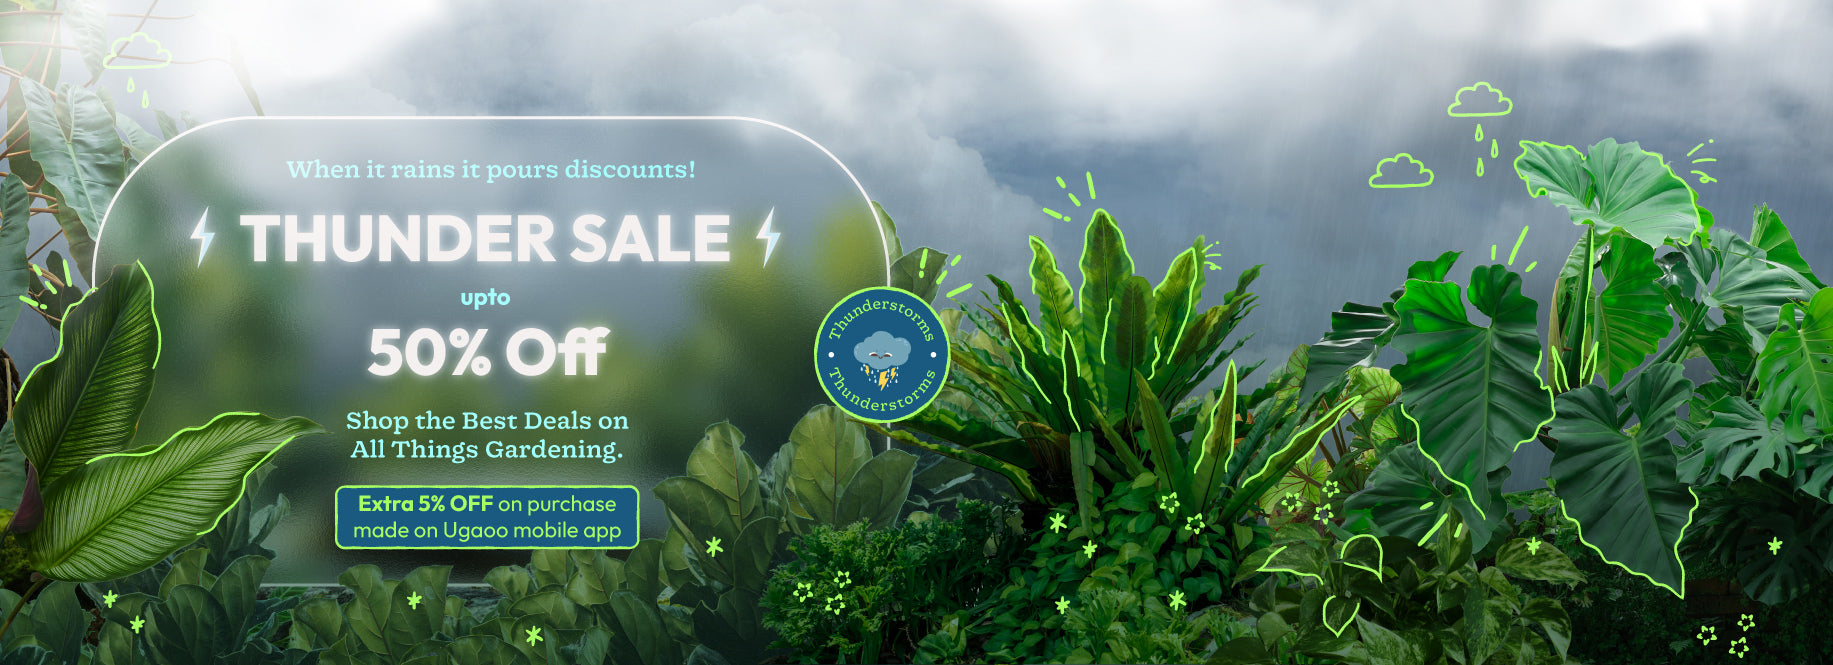 When it rains it pours discounts!
THUNDER SALE
upto
50% Off
Shop the Best Deals on
All Things Gardening.
Extra 5% OFF on purchase
made on Ugaoo mobile app
Thunderstorms
Thunderstorms